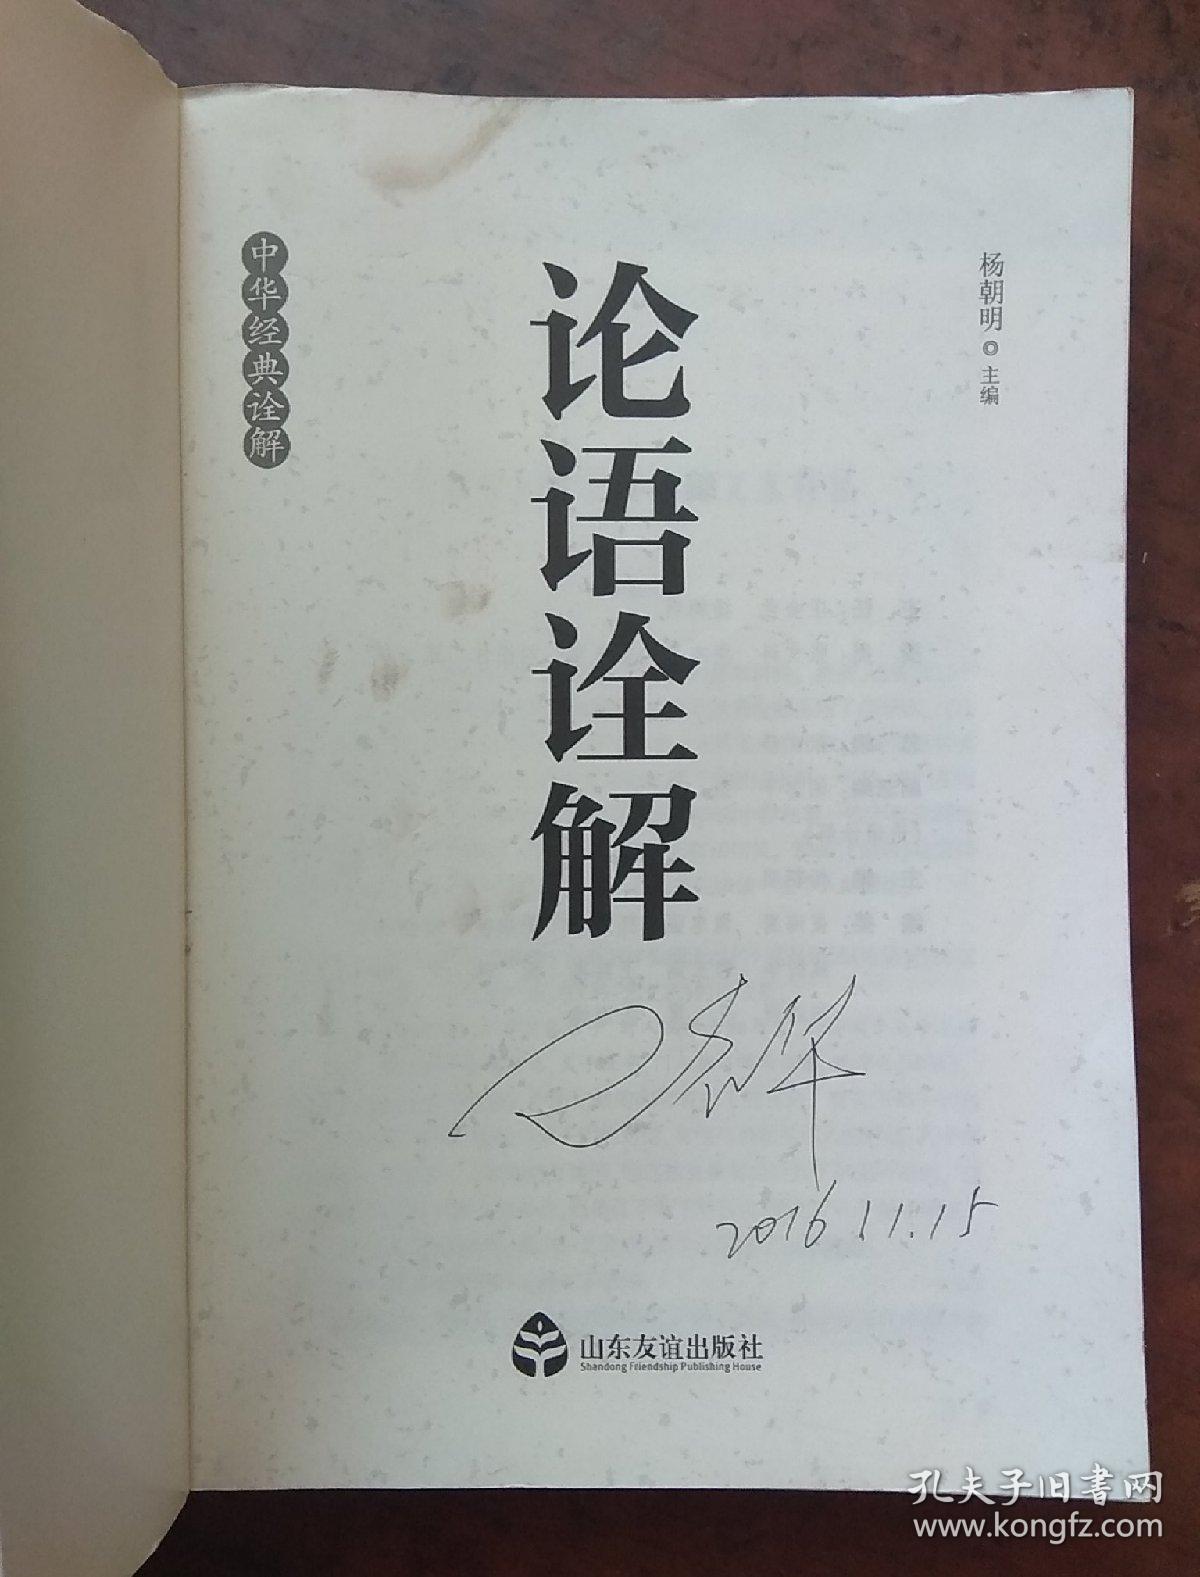 杨朝明◎主编
论语诠解
中华经典诠解
2016.11.15
山东友谊出版社
Shandong Friendship Publishing House
孔夫子旧书网
www.kongfz.com